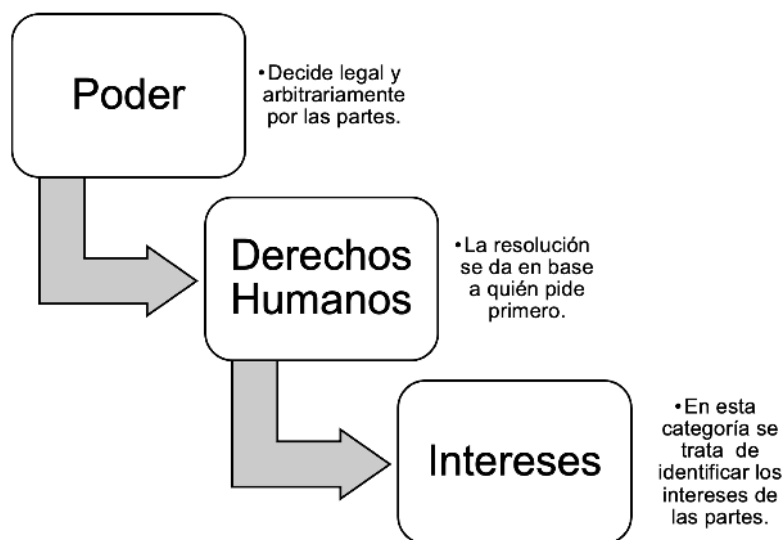 Poder
•Decide legal y
arbitrariamente
por las partes.
Derechos
Humanos
•La resolución
se da en base
a quién pide
primero.
Intereses
•En esta
categoría se
trata de
identificar los
intereses de
las partes.